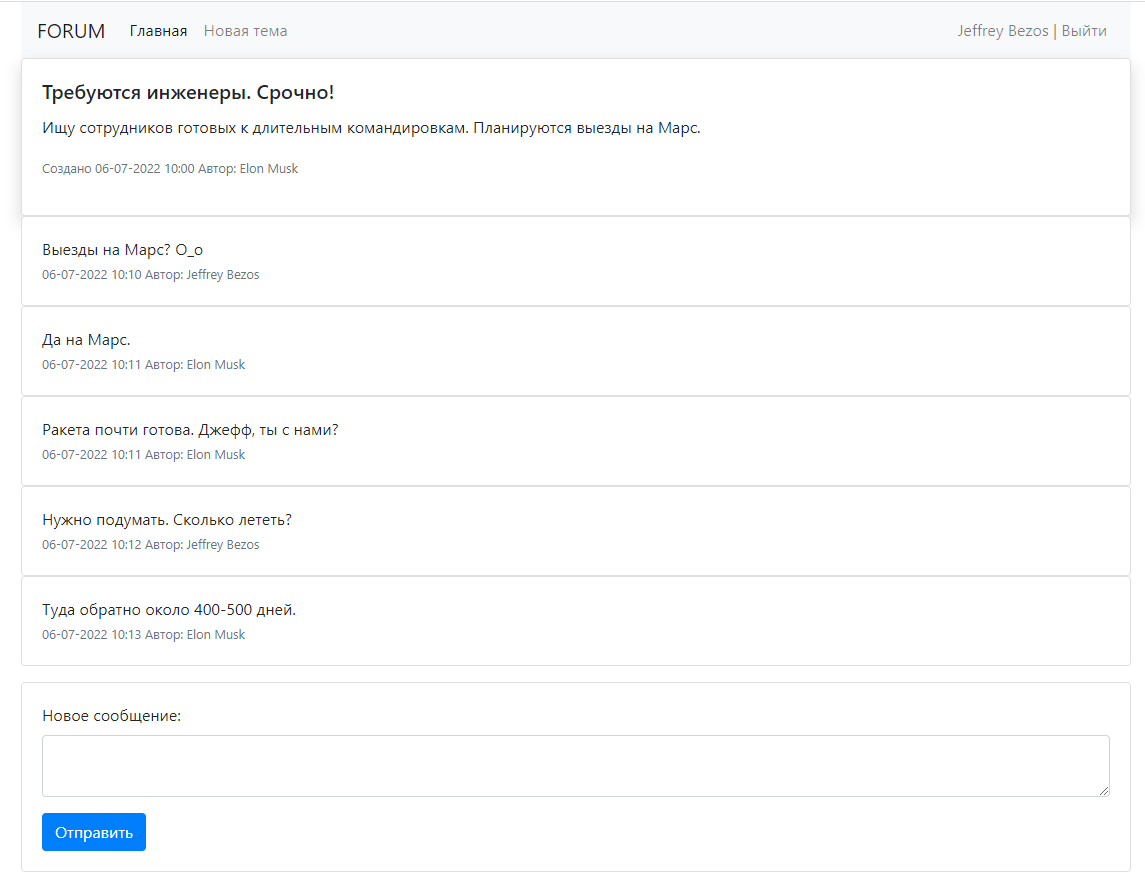 FORUM Главная Новая тема Jeffrey Bezos | Выйти
Требуются инженеры. Срочно!
Ищу сотрудников готовых к длительным командировкам. Планируются выезды на Марс.
Создано 06-07-2022 10:00 Автор: Elon Musk
Выезды на Марс? О_о
06-07-2022 10:10 Автор: Jeffrey Bezos
Да на Марс.
06-07-2022 10:11 Автор: Elon Musk
Ракета почти готова. Джефф, ты с нами?
06-07-2022 10:11 Автор: Elon Musk
Нужно подумать. Сколько лететь?
06-07-2022 10:12 Автор: Jeffrey Bezos
Туда обратно около 400-500 дней.
06-07-2022 10:13 Автор: Elon Musk
Новое сообщение:
Отправить